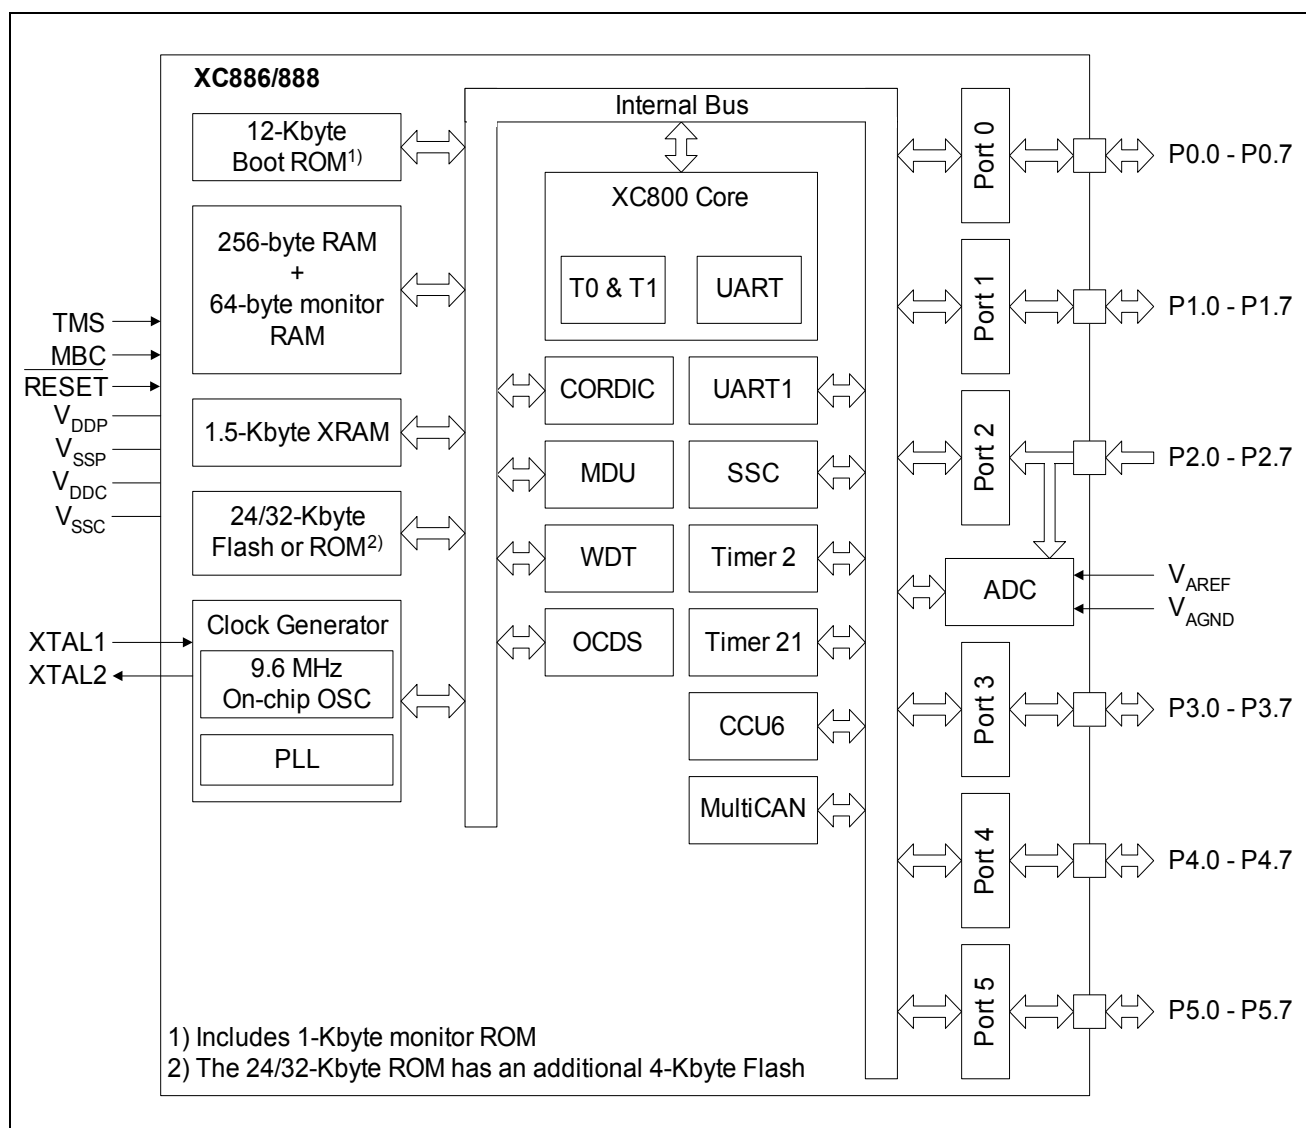 XC886/888
Internal Bus
12-Kbyte
Boot ROM1)
256-byte RAM
+
64-byte monitor
RAM
1.5-Kbyte XRAM
24/32-Kbyte
Flash or ROM2)
Clock Generator
9.6 MHz
On-chip OSC
PLL
TMS
MBC
RESET
VDDP
VSSP
VDDC
VSSC
XTAL1
XTAL2
XC800 Core
T0 & T1
UART
CORDIC
UART1
MDU
SSC
WDT
Timer 2
OCDS
Timer 21
CCU6
MultiCAN
Port 0
P0.0 - P0.7
Port 1
P1.0 - P1.7
Port 2
P2.0 - P2.7
ADC
VAREF
VAGND
Port 3
P3.0 - P3.7
Port 4
P4.0 - P4.7
Port 5
P5.0 - P5.7
1) Includes 1-Kbyte monitor ROM
2) The 24/32-Kbyte ROM has an additional 4-Kbyte Flash